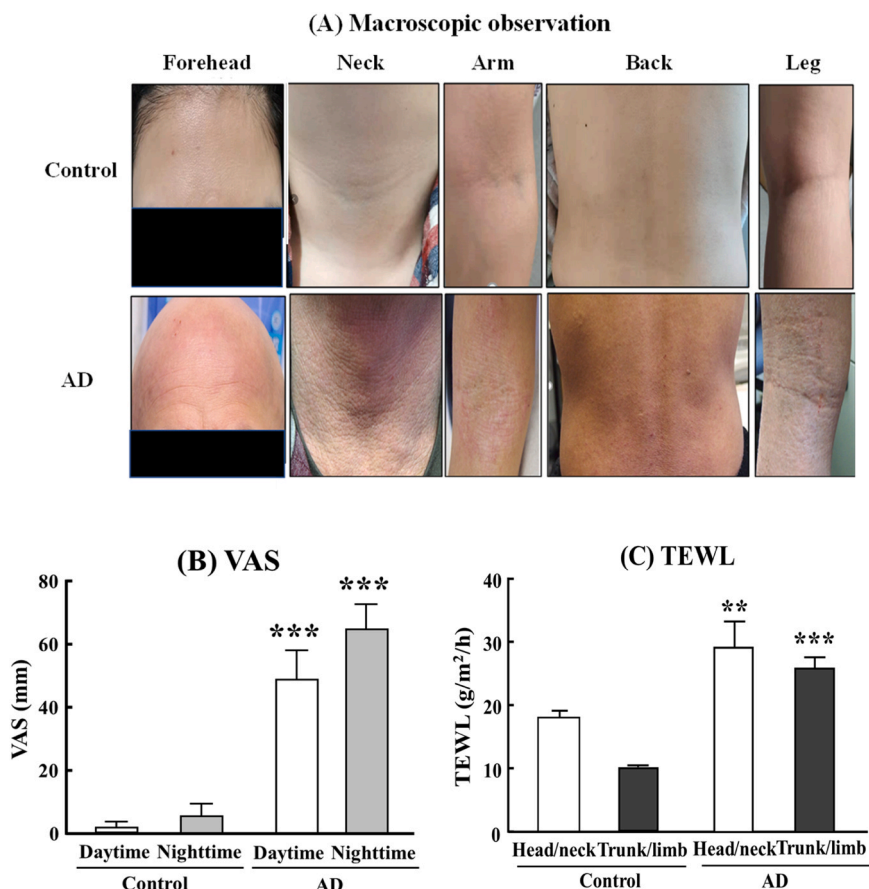 (A) Macroscopic observation
Forehead Neck Arm Back Leg
Control
AD
(B) VAS
VAS (mm)
80
60
40
20
0
*** ***
Daytime Nighttime Daytime Nighttime
Control AD
(C) TEWL
TEWL (g/m²/h)
40
30
20
10
0
** ***
Head/neck Trunk/limb Head/neck Trunk/limb
Control AD